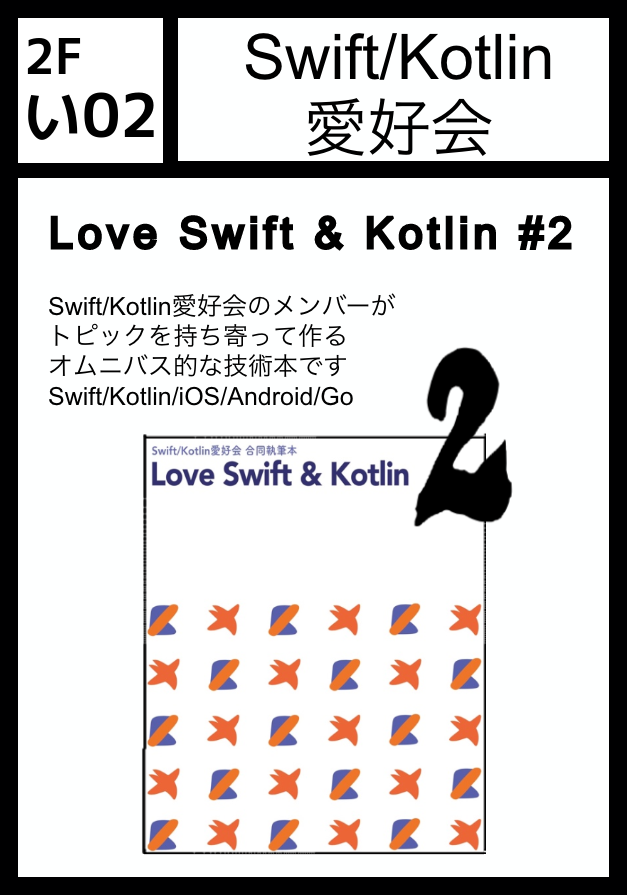 2F
い02
Swift/Kotlin
愛好会
Love Swift & Kotlin #2
Swift/Kotlin愛好会のメンバーが
トピックを持ち寄って作る
オムニバス的な技術本です
Swift/Kotlin/iOS/Android/Go
Swift/Kotlin愛好会 合同執筆本
Love Swift & Kotlin
2